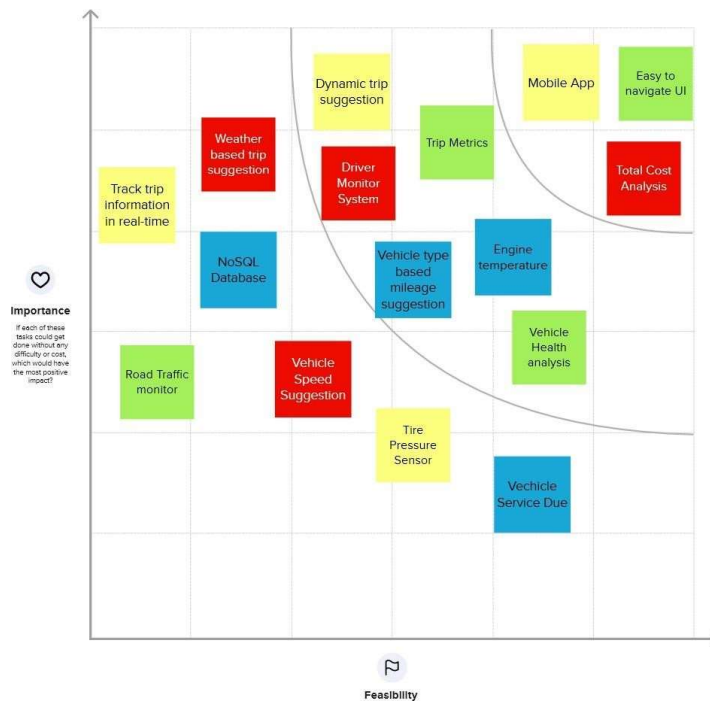 Dynamic trip
suggestion
Mobile App
Easy to
navigate UI
Weather
based trip
suggestion
Trip Metrics
Driver
Monitor
System
Total Cost
Analysis
Track trip
information
in real-time
NoSQL
Database
Vehicle type
based
mileage
suggestion
Engine
temperature
Importance
If each of these
tasks could get
done without any
difficulty or cost,
which would have
the most positive
impact?
Road Traffic
monitor
Vehicle
Speed
Suggestion
Vehicle
Health
analysis
Tire
Pressure
Sensor
Vechicle
Service Due
Feasibility